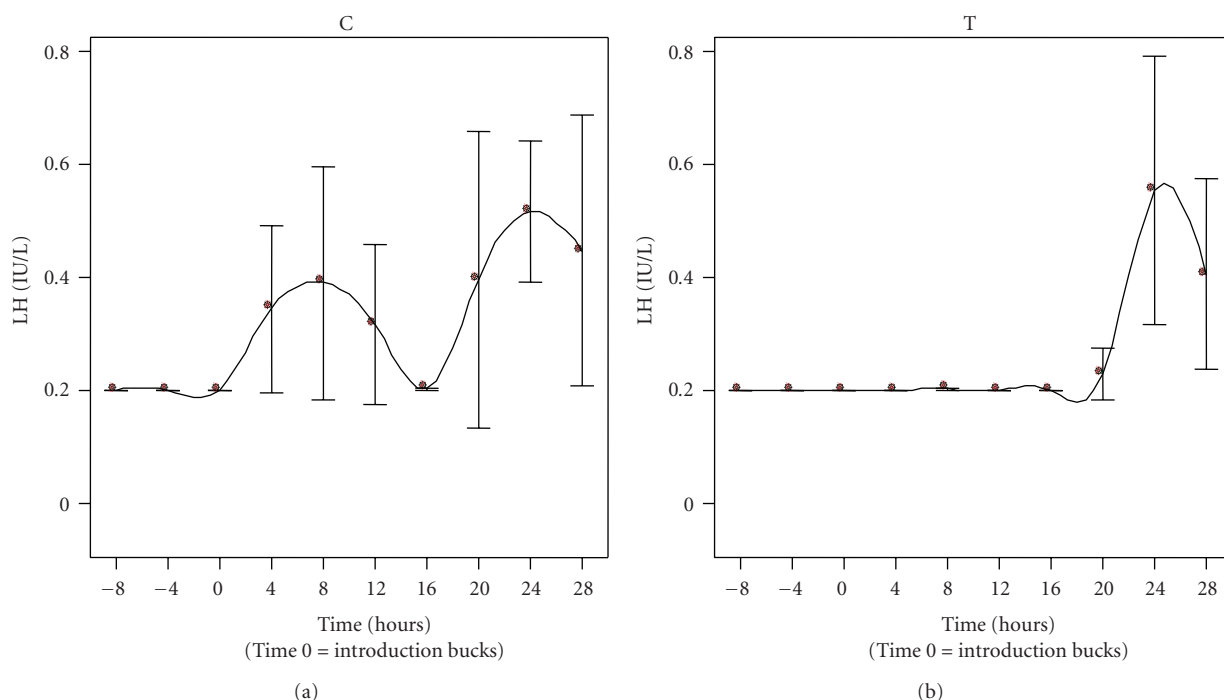 C
0.8
0.6
0.4
0.2
0
LH (IU/L)
−8 −4 0 4 8 12 16 20 24 28
Time (hours)
(Time 0 = introduction bucks)
(a)
T
0.8
0.6
0.4
0.2
0
LH (IU/L)
−8 −4 0 4 8 12 16 20 24 28
Time (hours)
(Time 0 = introduction bucks)
(b)